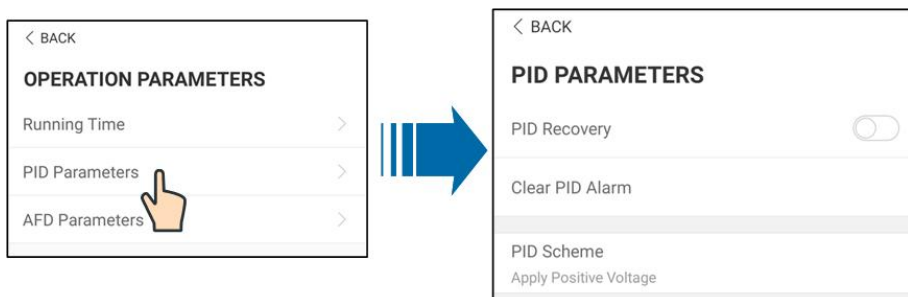 < BACK
OPERATION PARAMETERS
Running Time
PID Parameters
AFD Parameters
< BACK
PID PARAMETERS
PID Recovery
Clear PID Alarm
PID Scheme
Apply Positive Voltage